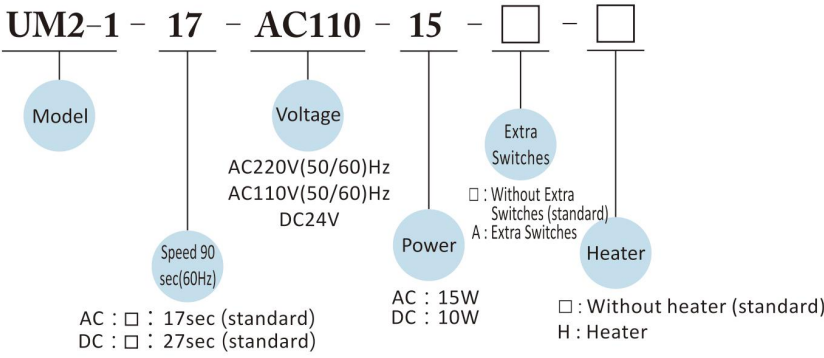 UM2-1 - 17 - AC110 - 15 - □ - □
Model
Voltage
AC220V(50/60)Hz
AC110V(50/60)Hz
DC24V
Extra
Switches
□ : Without Extra
Switches (standard)
A : Extra Switches
Speed 90
sec(60Hz)
AC : □ : 17sec (standard)
DC : □ : 27sec (standard)
Power
AC : 15W
DC : 10W
Heater
□ : Without heater (standard)
H : Heater